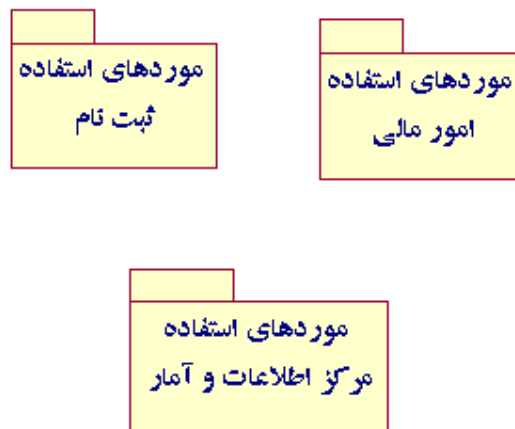 موردهای استفاده
ثبت نام
موردهای استفاده
امور مالی
موردهای استفاده
مرکز اطلاعات و آمار